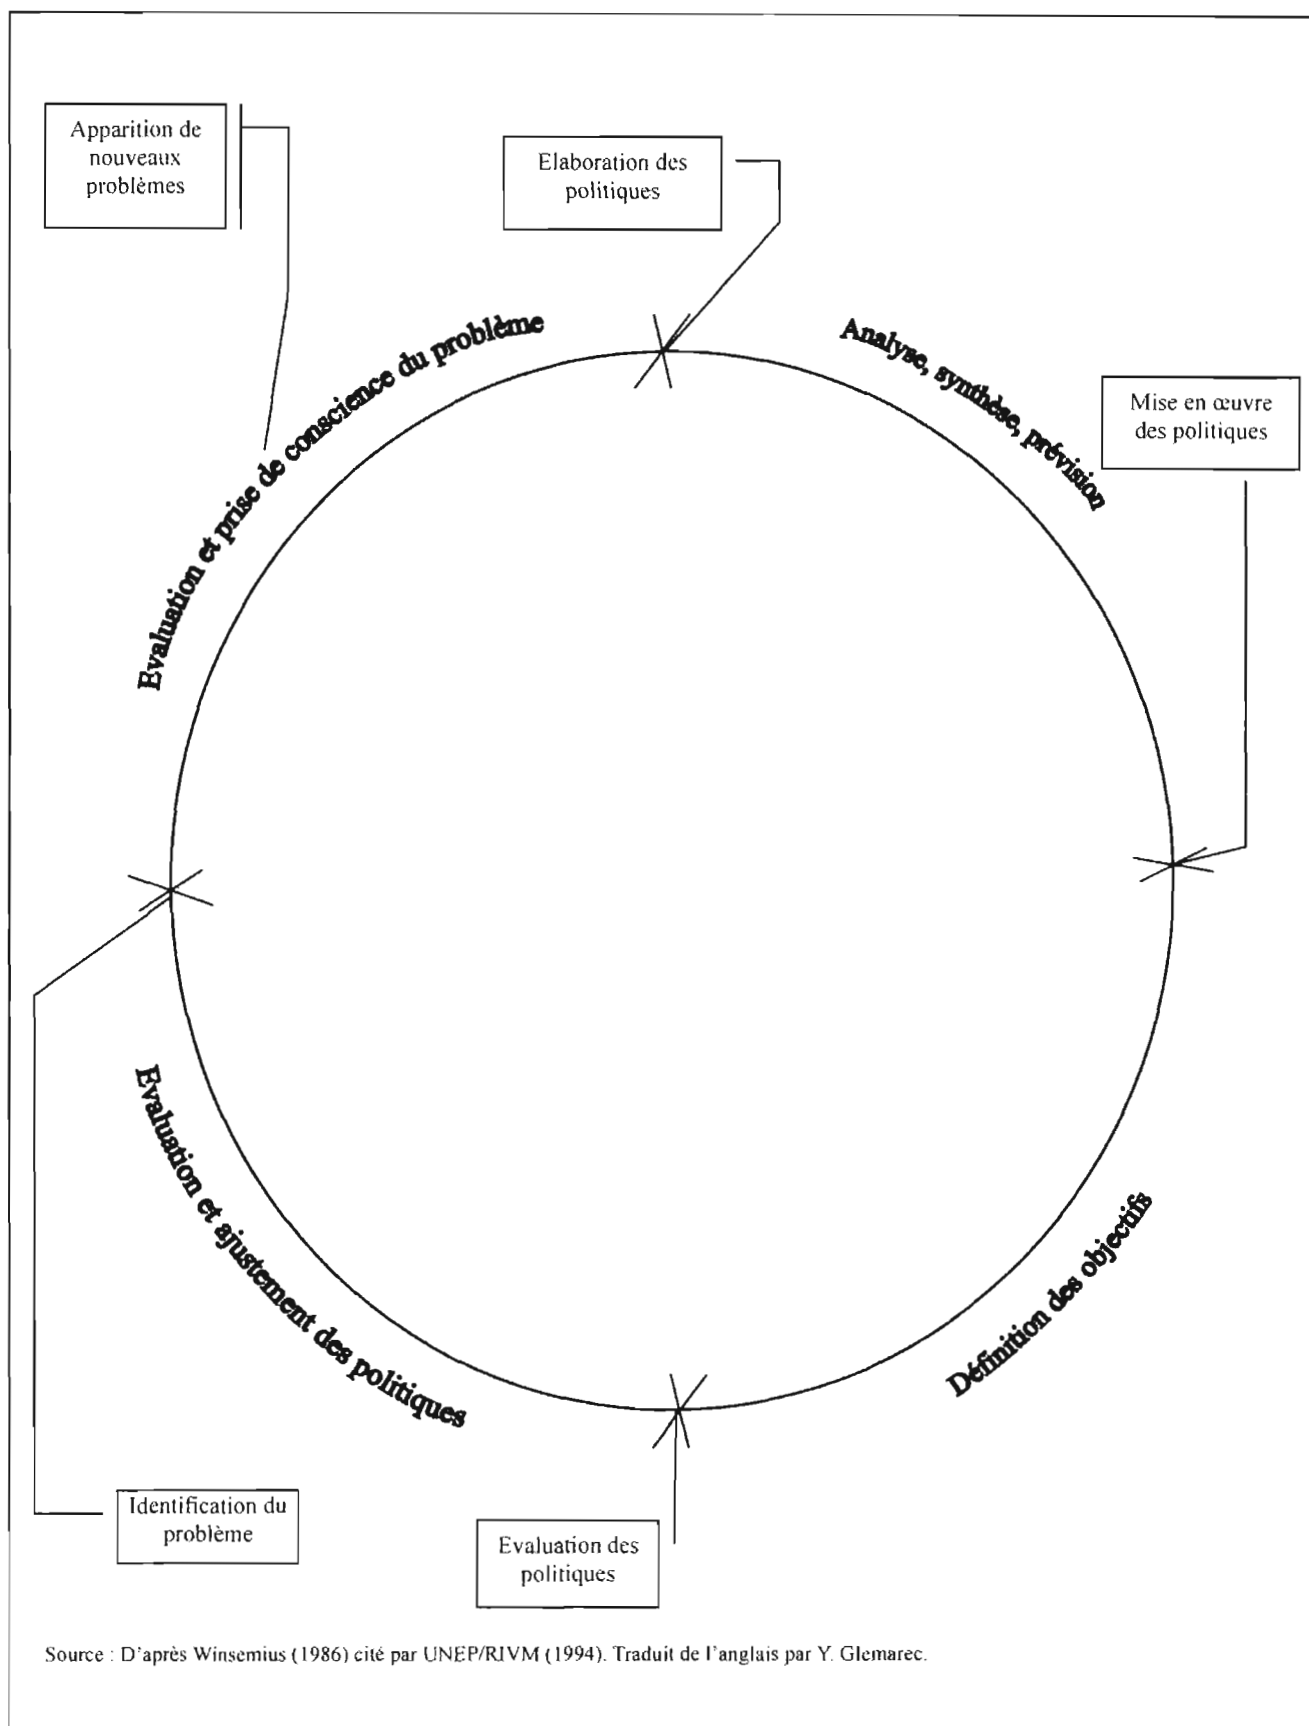 Apparition de
nouveaux
problèmes
Elaboration des
politiques
Evaluation et prise de conscience du problème
Analyse, synthèse, prévision
Mise en œuvre
des politiques
Evaluation et ajustement des politiques
Définition des objectifs
Identification du
problème
Evaluation des
politiques
Source : D'après Winsemius (1986) cité par UNEP/RIVM (1994). Traduit de l'anglais par Y. Glemarec.